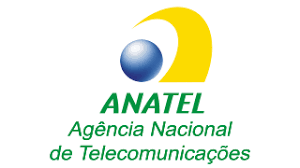 ANATEL
Agência Nacional
de Telecomunicações